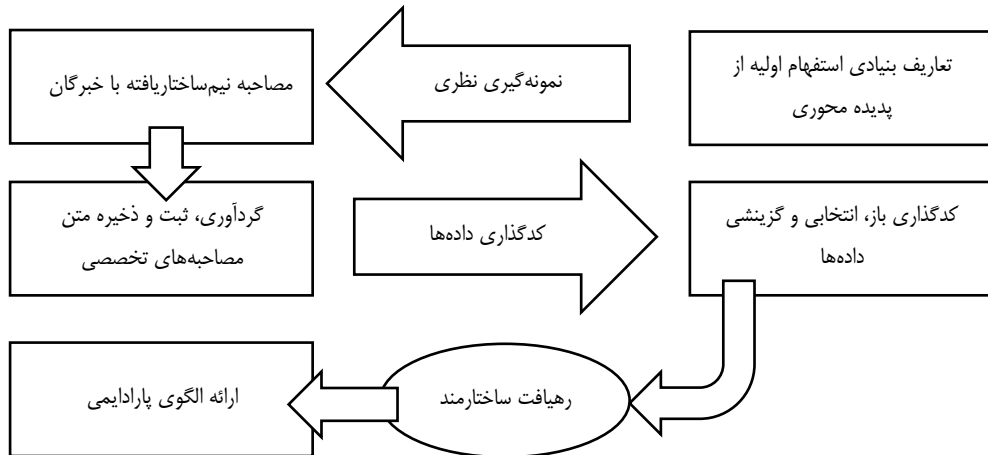 تعاریف بنیادی استفهام اولیه از
پدیده محوری
نمونه‌گیری نظری
مصاحبه نیم‌ساختاریافته با خبرگان
گردآوری، ثبت و ذخیره متن
مصاحبه‌های تخصصی
کدگذاری داده‌ها
کدگذاری باز، انتخابی و گزینشی
داده‌ها
رهیافت ساختارمند
ارائه الگوی پارادایمی